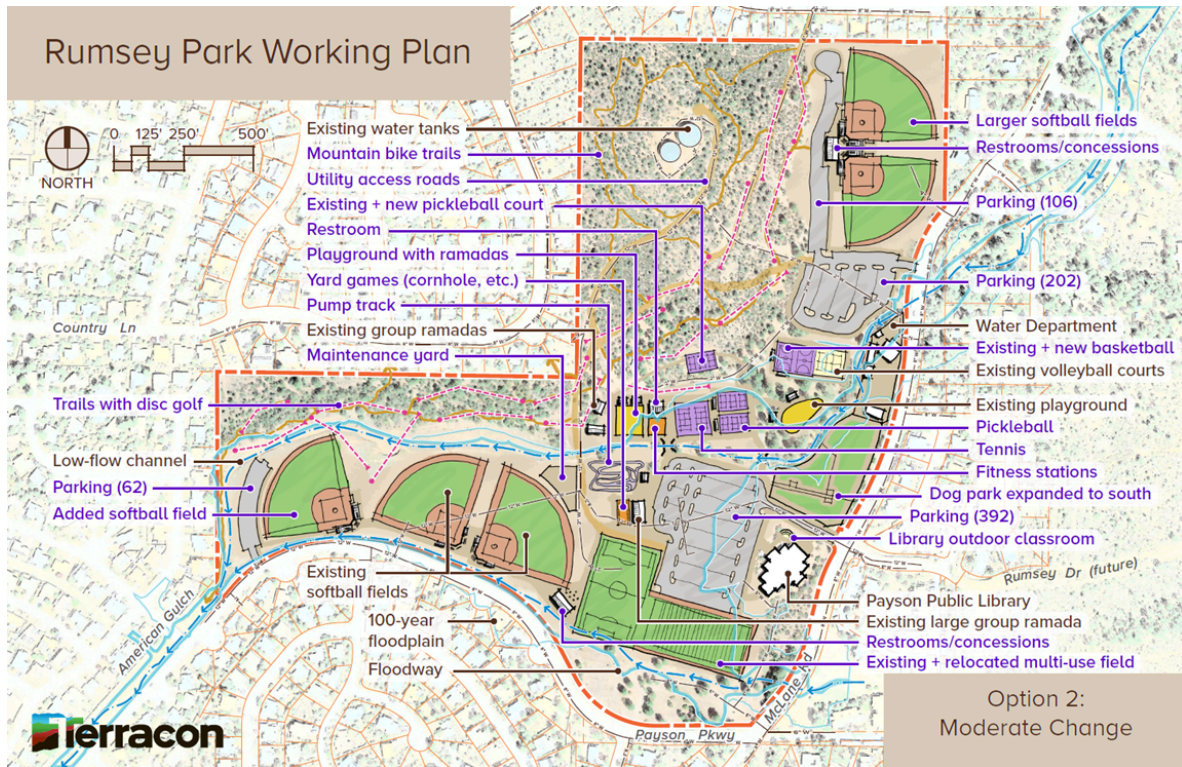 Rumsey Park Working Plan
0 125' 250' 500'
NORTH
Existing water tanks
Mountain bike trails
Utility access roads
Existing + new pickleball court
Restroom
Playground with ramadas
Yard games (cornhole, etc.)
Pump track
Existing group ramadas
Maintenance yard
Country Ln
Trails with disc golf
Low-flow channel
Parking (62)
Added softball field
Existing
softball fields
100-year
floodplain
Floodway
American Gulch
Larger softball fields
Restrooms/concessions
Parking (106)
Parking (202)
Water Department
Existing + new basketball
Existing volleyball courts
Existing playground
Pickleball
Tennis
Fitness stations
Dog park expanded to south
Parking (392)
Library outdoor classroom
Rumsey Dr (future)
Payson Public Library
Existing large group ramada
Restrooms/concessions
Existing + relocated multi-use field
McLane Rd
Payson Pkwy
Terracon
Option 2:
Moderate Change